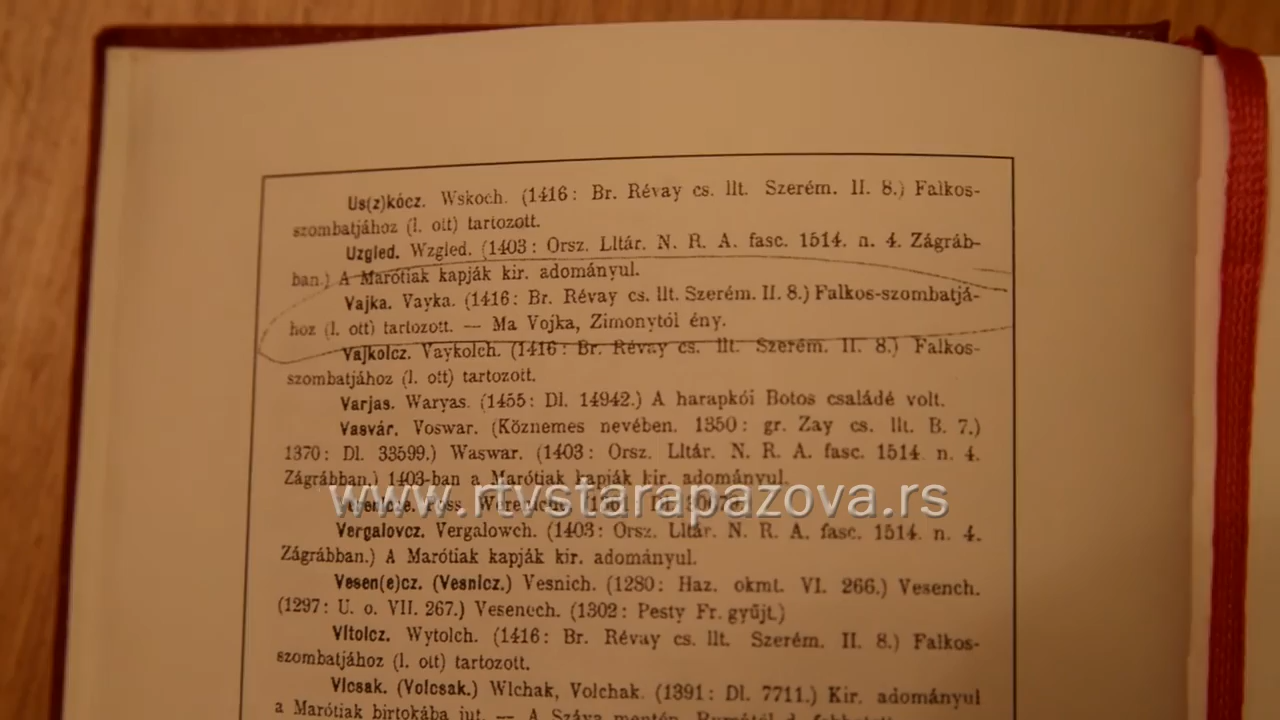 Us(z)kócz. Wskoch. (1416: Br. Révay cs. llt. Szerém. II. 8.) Falkos-
szombatjához (l. ott) tartozott.
Uzgled. Wzgled. (1403: Orsz. Lltár. N. R. A. fasc. 1514. n. 4. Zágráb-
ban.) A Marótiak kapják kir. adományul.
Vajka. Vayka. (1416: Br. Révay cs. llt. Szerém. II. 8.) Falkos-szombatjá-
hoz (l. ott) tartozott. — Ma Vojka, Zimonytól ény.
Vajkolcz. Vaykolch. (1416: Br. Révay cs. llt. Szerém. II. 8.) Falkos-
szombatjához (l. ott) tartozott.
Varjas. Waryas. (1455: Dl. 14942.) A harapkói Botos családé volt.
Vasvár. Voswar. (Köznemes nevében. 1350: gr. Zay cs. llt. B. 7.)
1370: Dl. 33599.) Waswar. (1403: Orsz. Lltár. N. R. A. fasc. 1514. n. 4.
Zágrábban.) 1403-ban a Marótiak kapják kir. adományul.
www.rtvstarapazova.rs
Vergalovcz. Vergalowch. (1403: Orsz. Lltár. N. R. A. fasc. 1514. n. 4.
Zágrábban.) A Marótiak kapják kir. adományul.
Vesen(e)cz. (Vesnicz.) Vesnich. (1280: Haz. okmt. VI. 266.) Vesench.
(1297: U. o. VII. 267.) Vesenech. (1302: Pesty Fr. gyűjt.)
Vitolcz. Wytolch. (1416: Br. Révay cs. llt. Szerém. II. 8.) Falkos-
szombatjához (l. ott) tartozott.
Vlcsak. (Volcsak.) Wlchak, Volchak. (1391: Dl. 7711.) Kir. adományul
a Marótiak birtokába jut. — A Száva mentén, Rumától d.